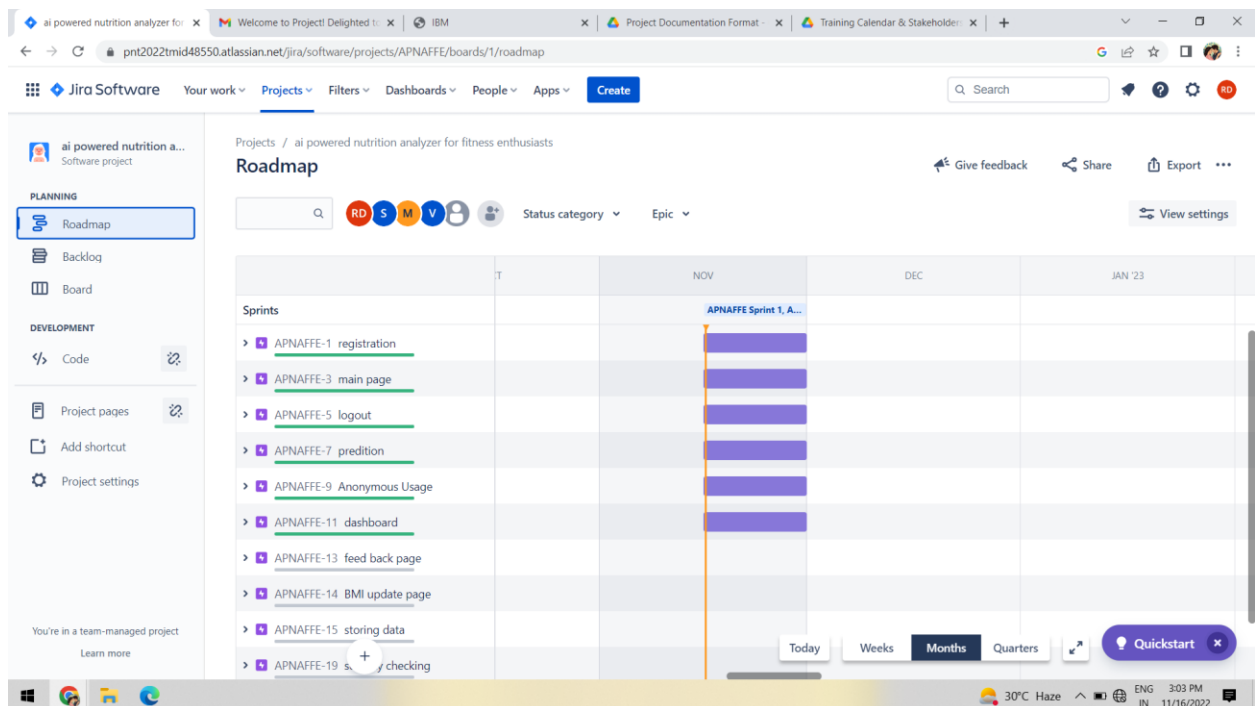 ai powered nutrition analyzer for
Welcome to Project! Delighted to
IBM
Project Documentation Format -
Training Calendar & Stakeholder
pnt2022tmid48550.atlassian.net/jira/software/projects/APNAFFE/boards/1/roadmap
Jira Software
Your work
Projects
Filters
Dashboards
People
Apps
Create
Search
RD
ai powered nutrition a...
Software project
PLANNING
Roadmap
Backlog
Board
DEVELOPMENT
Code
Project pages
Add shortcut
Project settings
You're in a team-managed project
Learn more
Projects / ai powered nutrition analyzer for fitness enthusiasts
Roadmap
Give feedback
Share
Export
RD S M V
Status category
Epic
View settings
NOV
DEC
JAN '23
Sprints
APNAFFE Sprint 1, A...
APNAFFE-1 registration
APNAFFE-3 main page
APNAFFE-5 logout
APNAFFE-7 predition
APNAFFE-9 Anonymous Usage
APNAFFE-11 dashboard
APNAFFE-13 feed back page
APNAFFE-14 BMI update page
APNAFFE-15 storing data
APNAFFE-19 checking
Today
Weeks
Months
Quarters
Quickstart
30°C Haze
ENG
IN
3:03 PM
11/16/2022